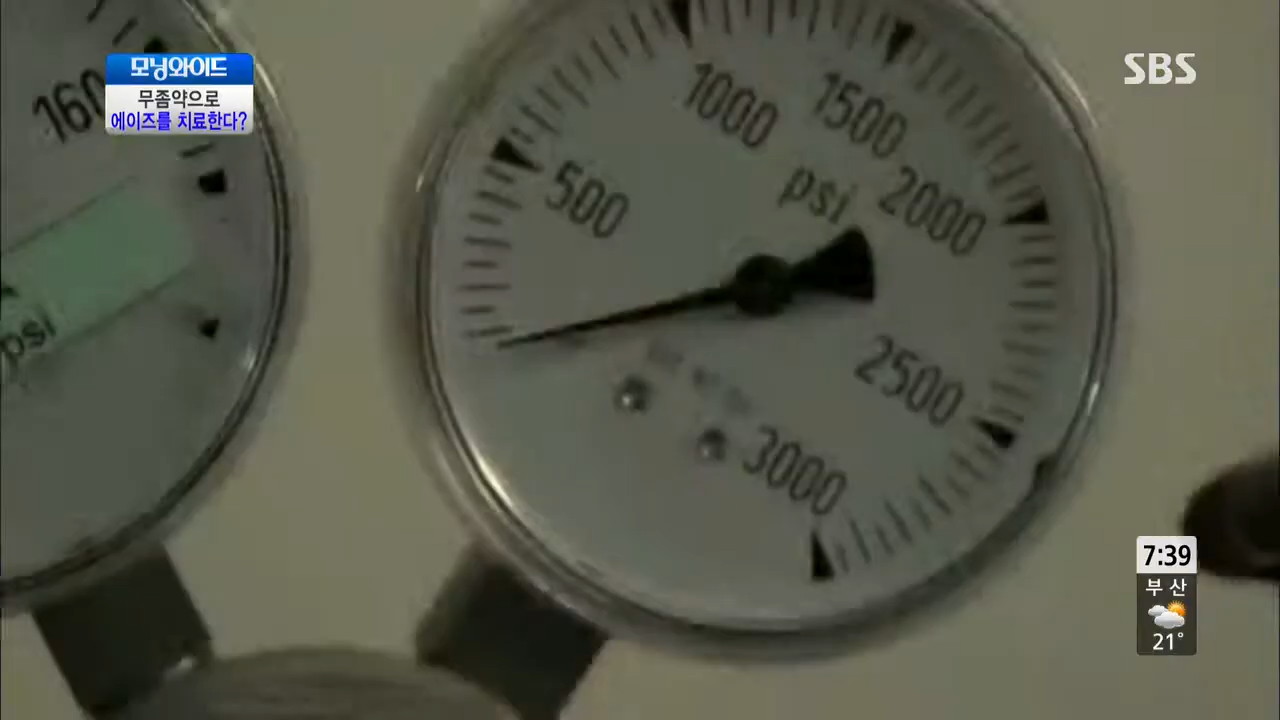 모닝와이드
무좀약으로
에이즈를 치료한다?
SBS
160
psi
500
1000
1500
2000
2500
3000
psi
7:39
부산
21°